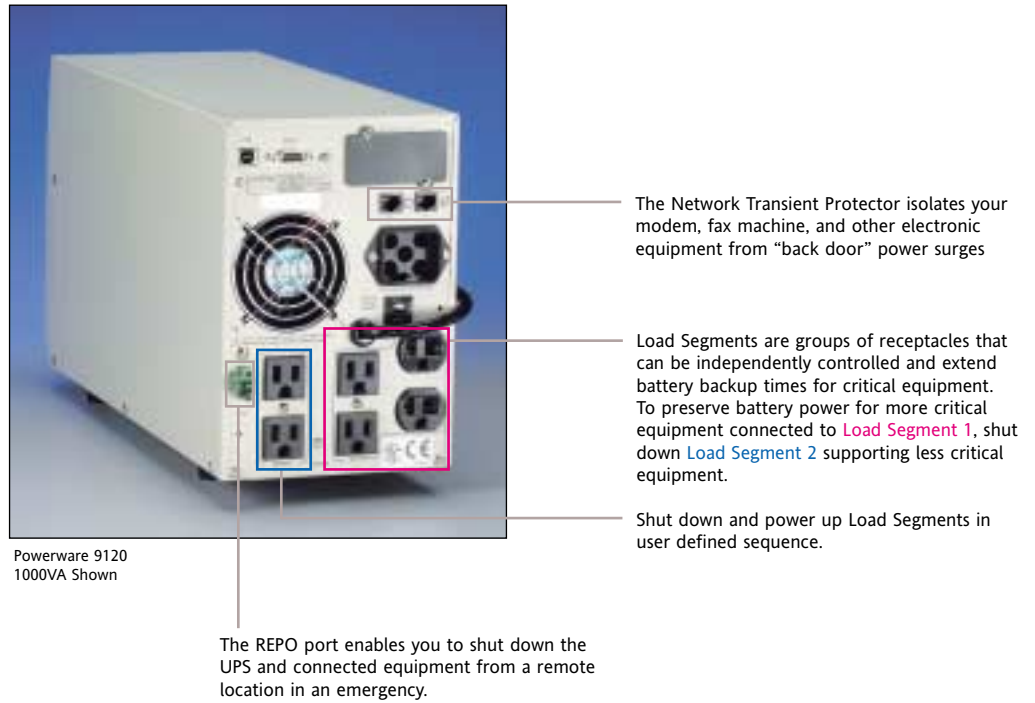 The Network Transient Protector isolates your
modem, fax machine, and other electronic
equipment from “back door” power surges
Load Segments are groups of receptacles that
can be independently controlled and extend
battery backup times for critical equipment.
To preserve battery power for more critical
equipment connected to Load Segment 1, shut
down Load Segment 2 supporting less critical
equipment.
Shut down and power up Load Segments in
user defined sequence.
Powerware 9120
1000VA Shown
The REPO port enables you to shut down the
UPS and connected equipment from a remote
location in an emergency.